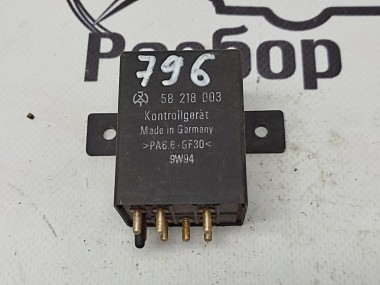 Разбор
796
58 218 003
Kontrollgerät
Made in Germany
>PA6.6-GF30<
9W94